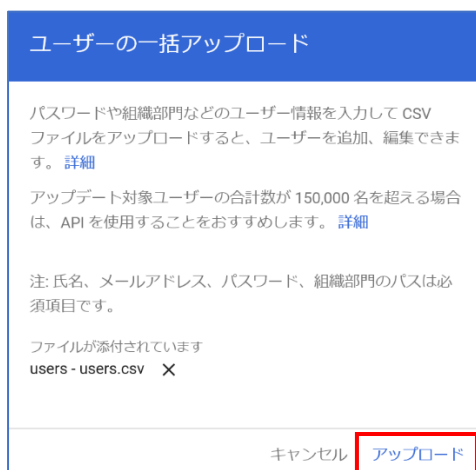 ユーザーの一括アップロード
パスワードや組織部門などのユーザー情報を入力して CSV
ファイルをアップロードすると、ユーザーを追加、編集できま
す。 詳細
アップデート対象ユーザーの合計数が 150,000 名を超える場合
は、API を使用することをおすすめします。 詳細
注: 氏名、メールアドレス、パスワード、組織部門のパスは必
須項目です。
ファイルが添付されています
users - users.csv ×
キャンセル アップロード